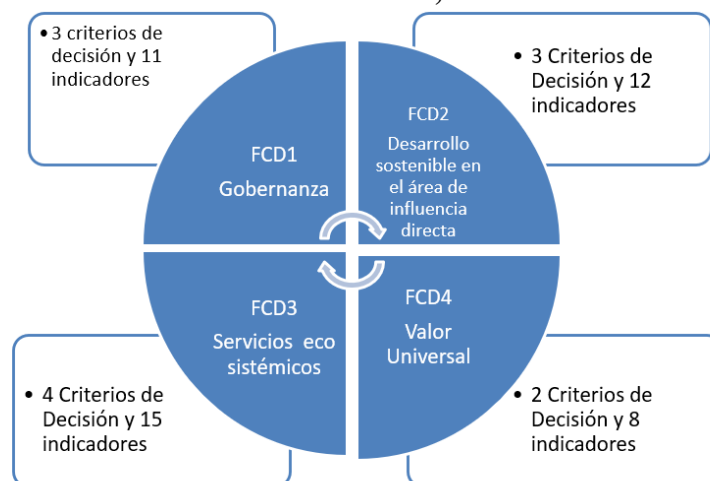 • 3 criterios de
decisión y 11
indicadores
• 3 Criterios de
Decisión y 12
indicadores
FCD1
Gobernanza
FCD2
Desarrollo
sostenible en
el área de
influencia
directa
FCD3
Servicios eco
sistémicos
FCD4
Valor
Universal
• 4 Criterios de
Decisión y 15
indicadores
• 2 Criterios de
Decisión y 8
indicadores